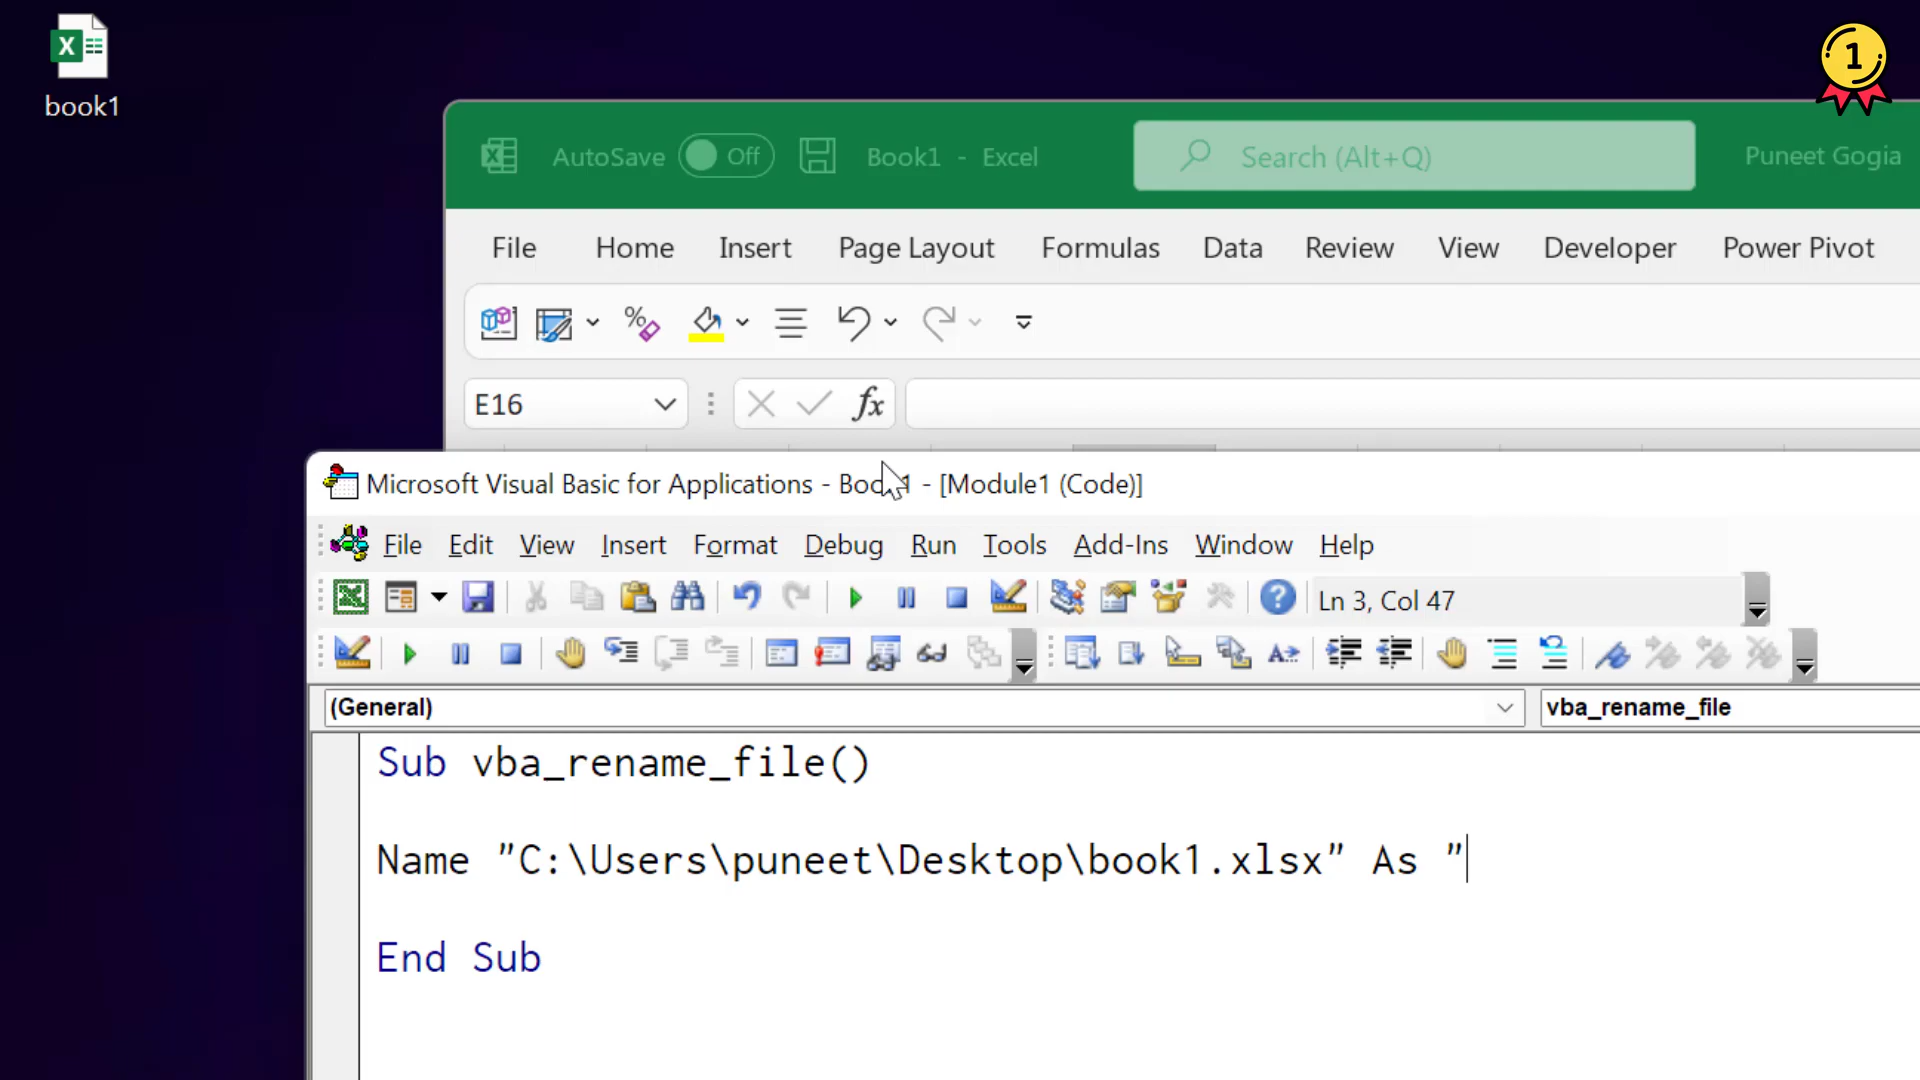 book1
1
AutoSave Off Book1 - Excel Search (Alt+Q) Puneet Gogia
File Home Insert Page Layout Formulas Data Review View Developer Power Pivot
E16 fx
Microsoft Visual Basic for Applications - Book1 - [Module1 (Code)]
File Edit View Insert Format Debug Run Tools Add-Ins Window Help
Ln 3, Col 47
(General) vba_rename_file
Sub vba_rename_file()
Name "C:\Users\puneet\Desktop\book1.xlsx" As "
End Sub